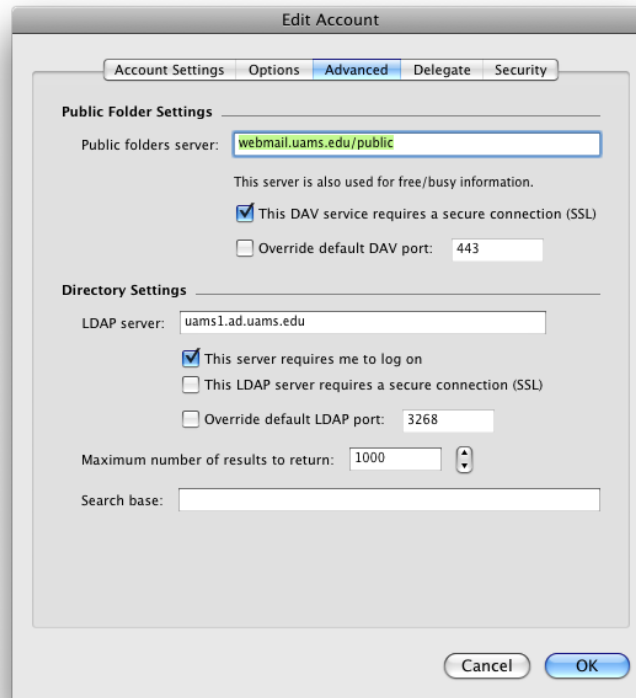 Edit Account
Account Settings Options Advanced Delegate Security
Public Folder Settings
Public folders server: webmail.uams.edu/public
This server is also used for free/busy information.
This DAV service requires a secure connection (SSL)
Override default DAV port: 443
Directory Settings
LDAP server: uams1.ad.uams.edu
This server requires me to log on
This LDAP server requires a secure connection (SSL)
Override default LDAP port: 3268
Maximum number of results to return: 1000
Search base:
Cancel OK